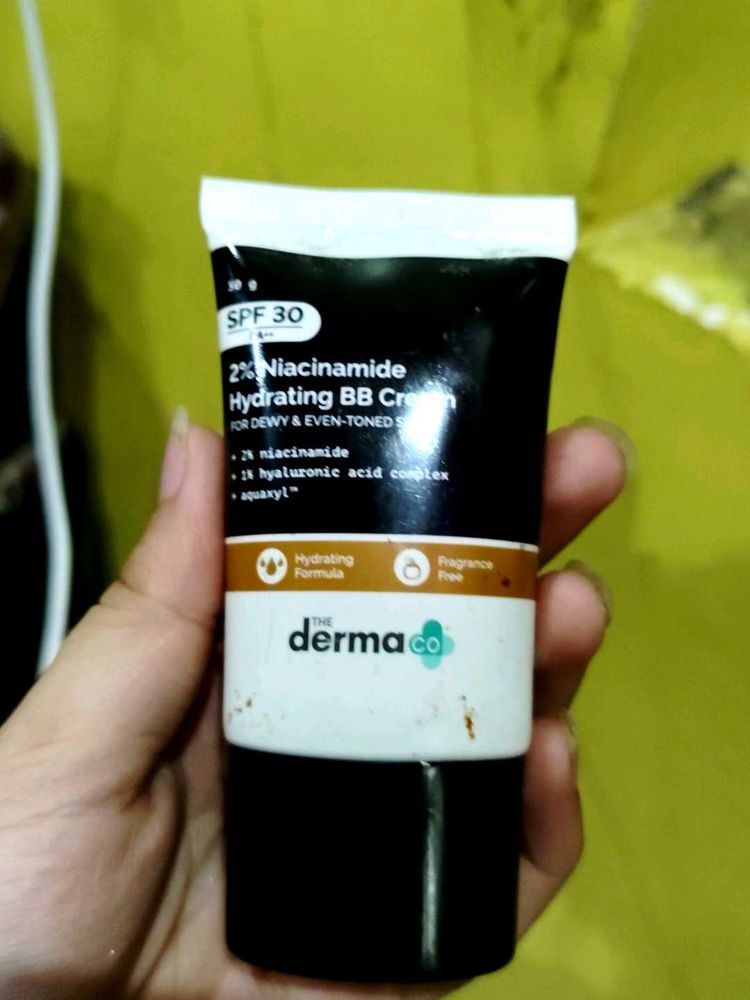 30 g
SPF 30
2% Niacinamide
Hydrating BB Cream
FOR DEWY & EVEN-TONED
+ 2% niacinamide
+ 1% hyaluronic acid complex
+ aquaxyl™
Hydrating
Formula
Fragrance
Free
THE
derma co